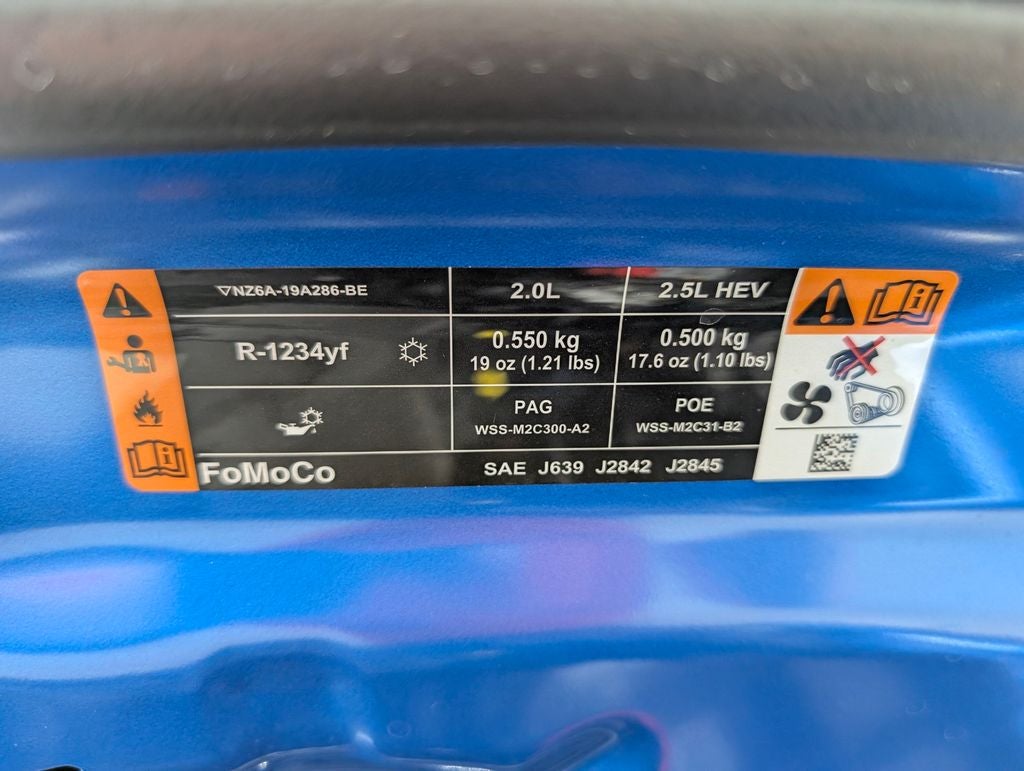 ▽NZ6A-19A286-BE 2.0L 2.5L HEV
R-1234yf 0.550 kg 0.500 kg
19 oz (1.21 lbs) 17.6 oz (1.10 lbs)
PAG POE
WSS-M2C300-A2 WSS-M2C31-B2
FoMoCo SAE J639 J2842 J2845